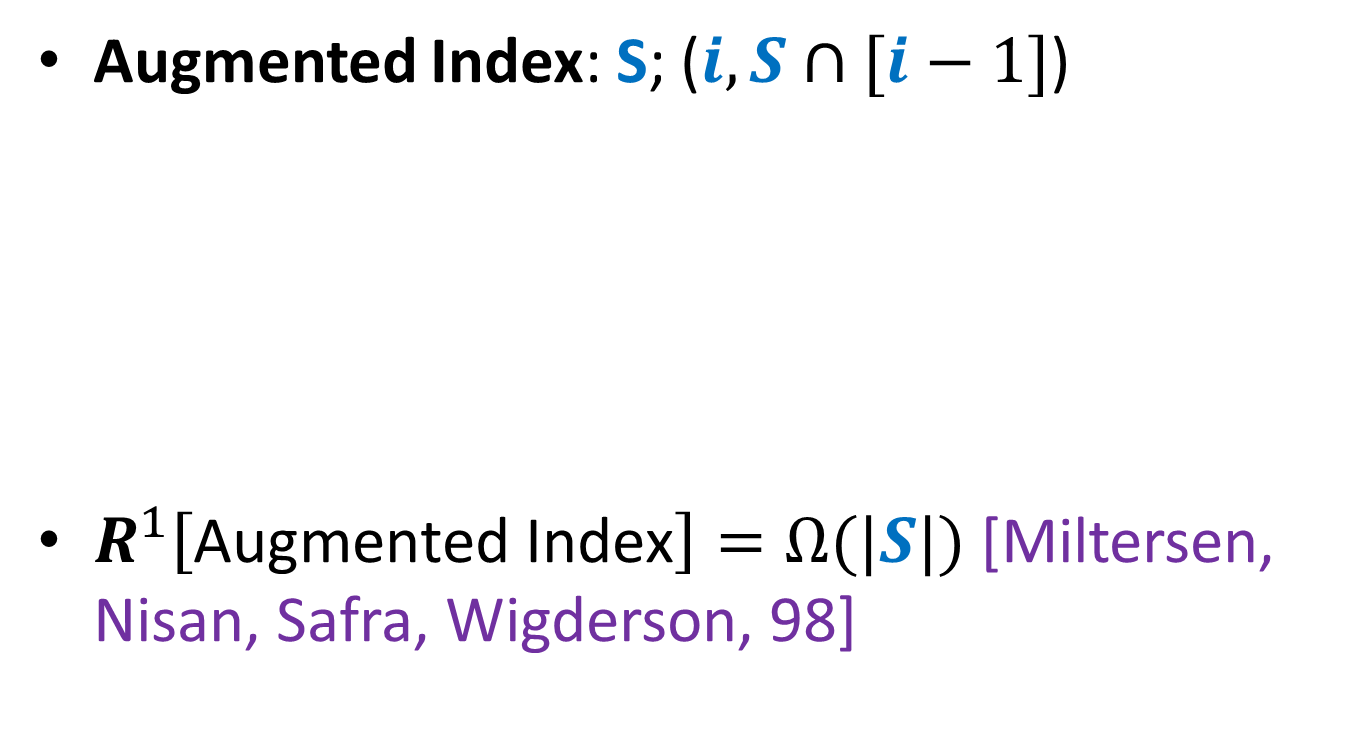 • Augmented Index: S; (i, S ∩ [i − 1])
• R¹[Augmented Index] = Ω(|S|) [Miltersen,
Nisan, Safra, Wigderson, 98]